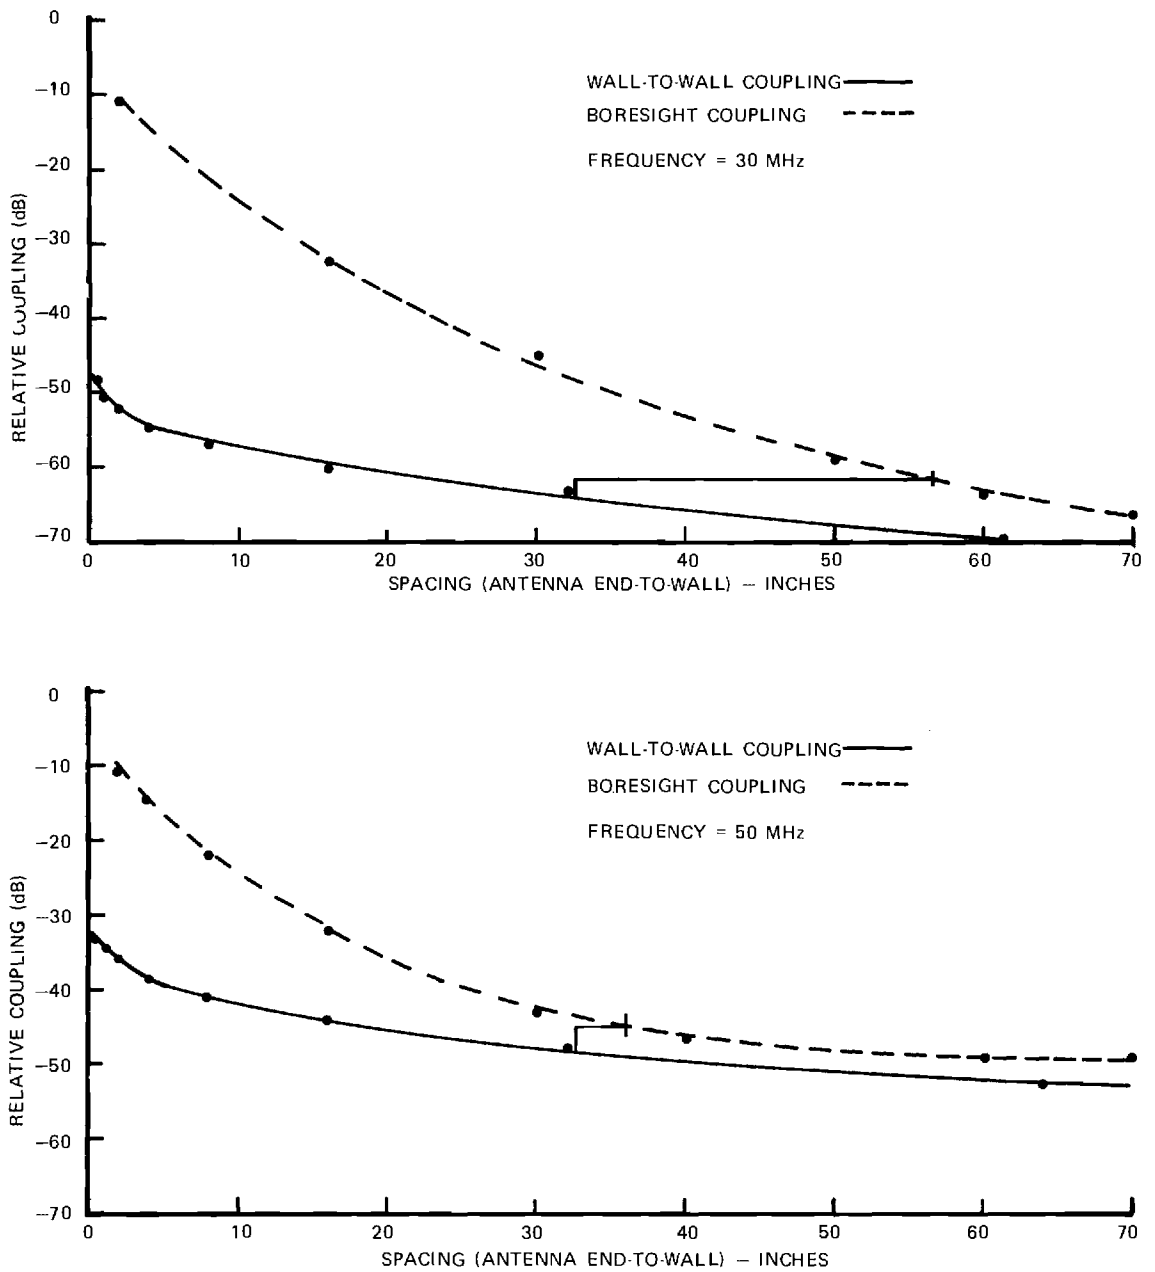 0
−10
−20
−30
−40
−50
−60
−70
RELATIVE COUPLING (dB)
WALL-TO-WALL COUPLING
BORESIGHT COUPLING
FREQUENCY = 30 MHz
0 10 20 30 40 50 60 70
SPACING (ANTENNA END-TO-WALL) — INCHES
0
−10
−20
−30
−40
−50
−60
−70
RELATIVE COUPLING (dB)
WALL-TO-WALL COUPLING
BORESIGHT COUPLING
FREQUENCY = 50 MHz
0 10 20 30 40 50 60 70
SPACING (ANTENNA END-TO-WALL) — INCHES